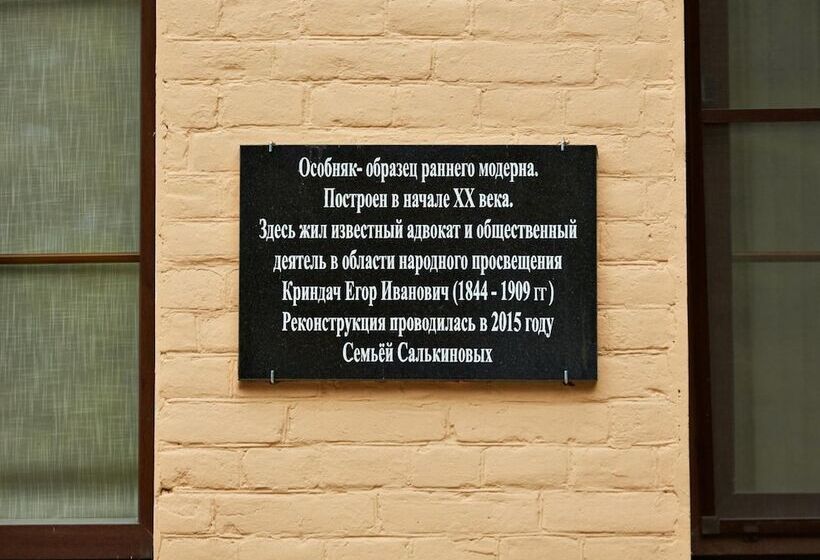 Особняк- образец раннего модерна.
Построен в начале XX века.
Здесь жил известный адвокат и общественный
деятель в области народного просвещения
Криндач Егор Иванович (1844 - 1909 гг)
Реконструкция проводилась в 2015 году
Семьёй Салькиновых